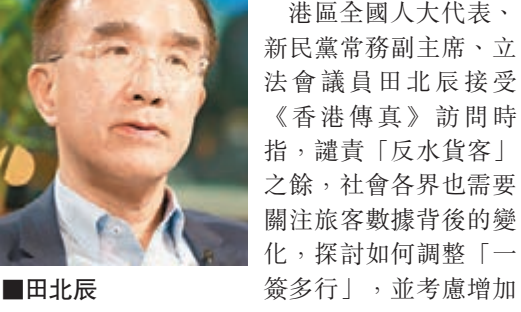 港區全國人大代表、
新民黨常務副主席、立
法會議員田北辰接受
《香港傳真》訪問時
指，譴責「反水貨客」
之餘，社會各界也需要
關注旅客數據背後的變
化，探討如何調整「一
簽多行」，並考慮增加
■田北辰